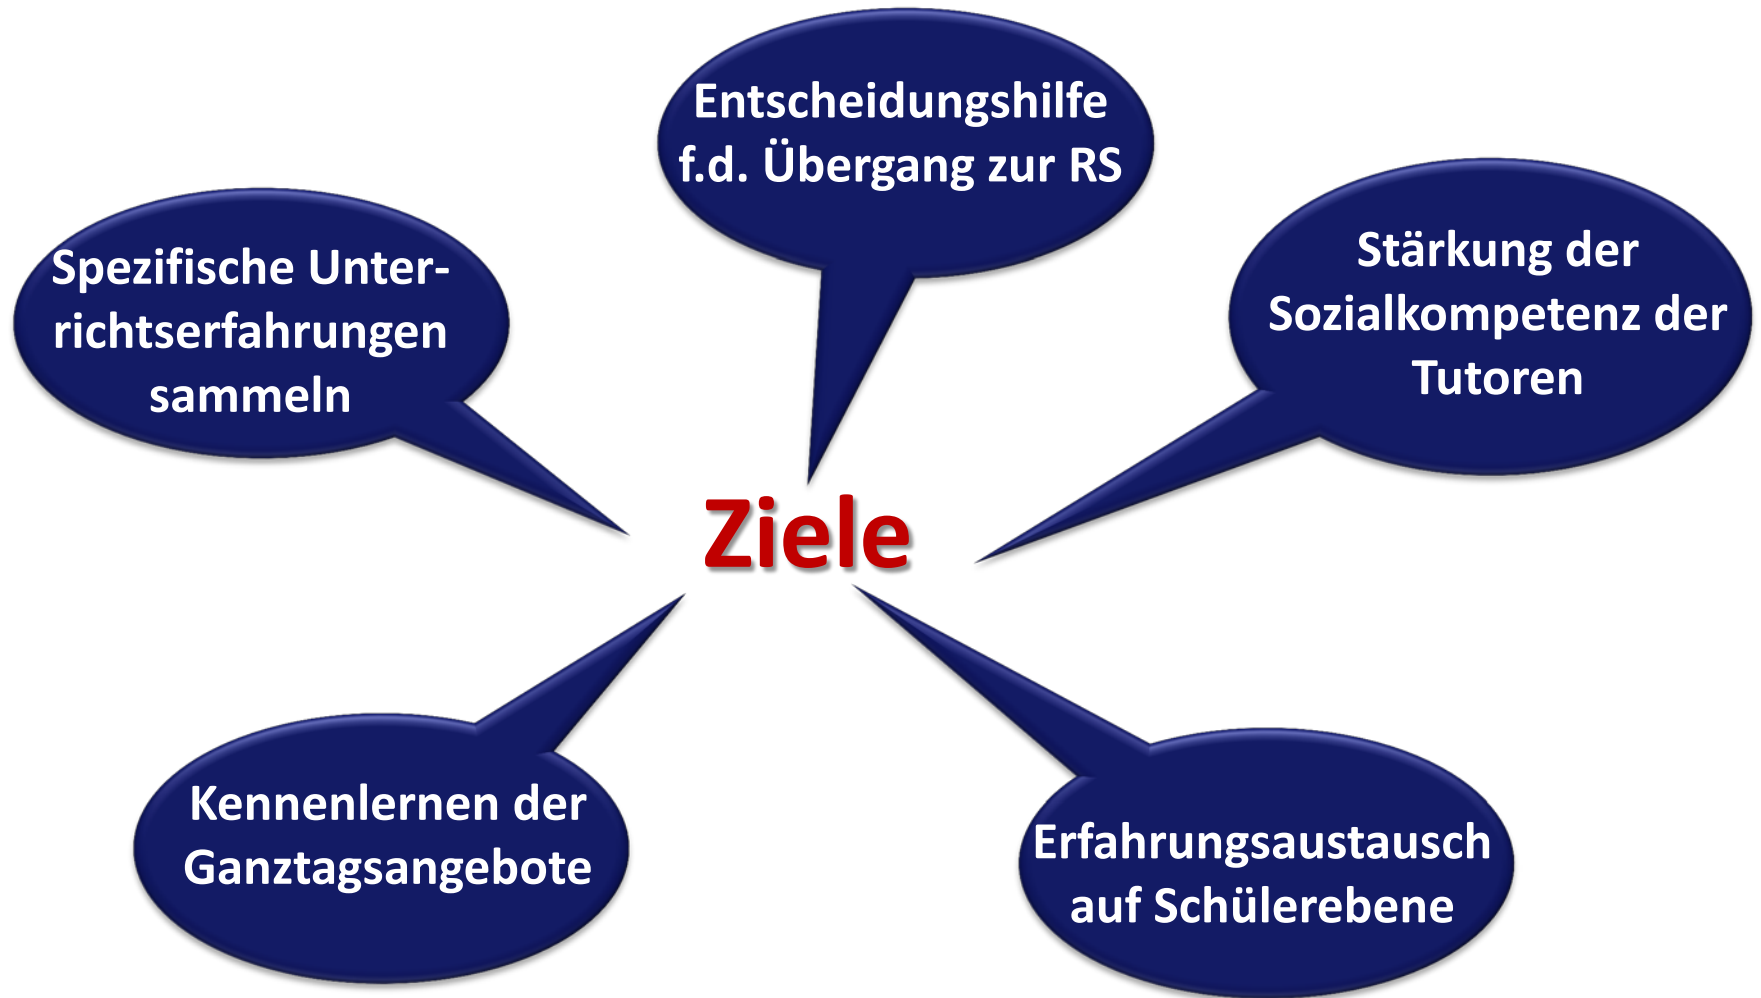 Entscheidungshilfe
f.d. Übergang zur RS
Spezifische Unter-
richtserfahrungen
sammeln
Stärkung der
Sozialkompetenz der
Tutoren
Ziele
Kennenlernen der
Ganztagsangebote
Erfahrungsaustausch
auf Schülerebene